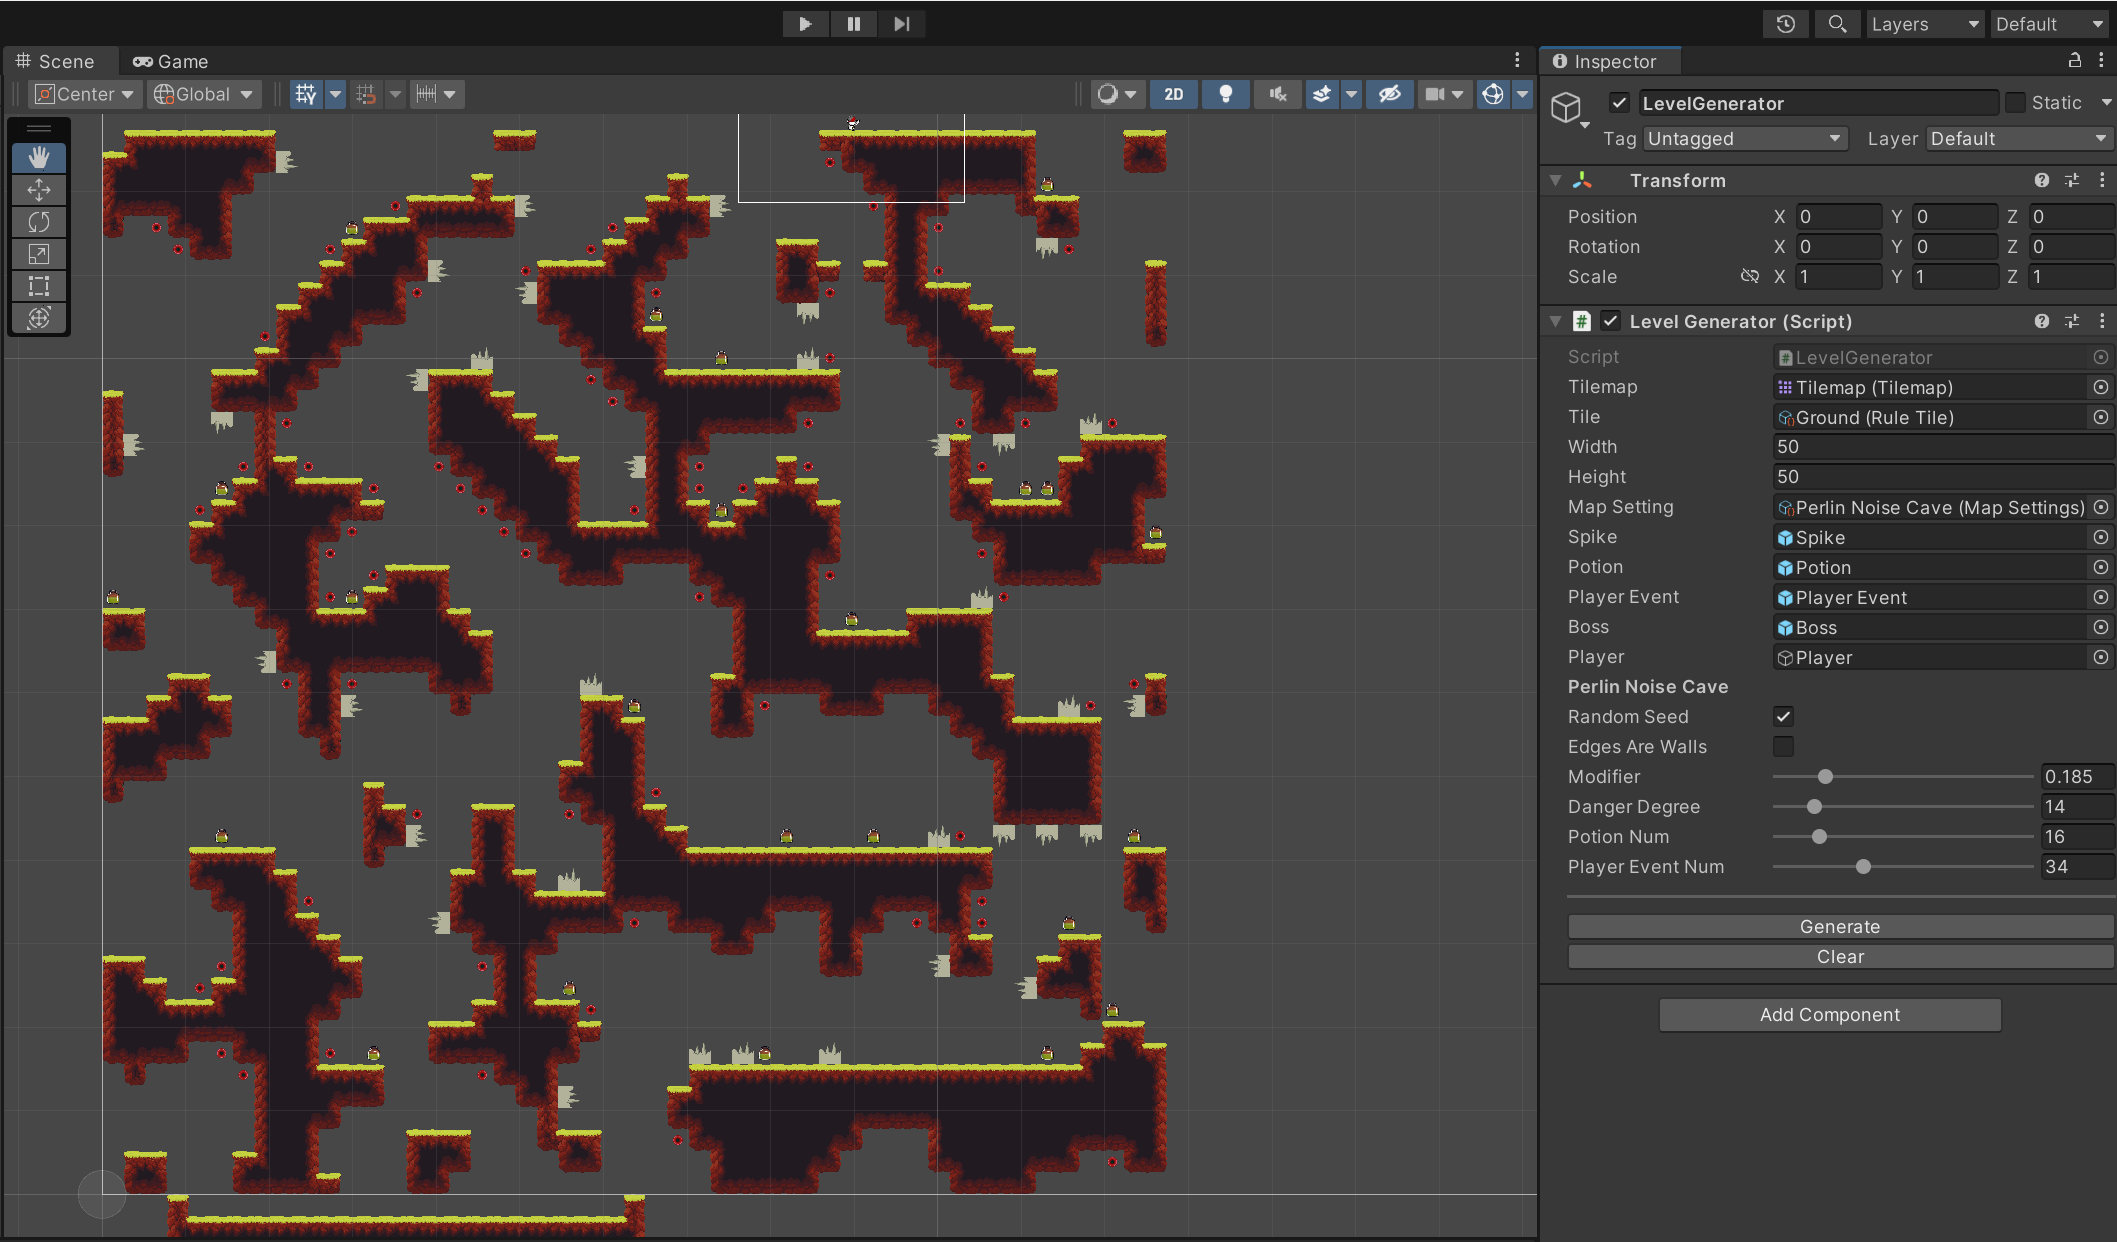 Layers Default
Scene Game
Inspector
Center Global 2D
LevelGenerator Static
Tag Untagged Layer Default
Transform
Position X 0 Y 0 Z 0
Rotation X 0 Y 0 Z 0
Scale X 1 Y 1 Z 1
# Level Generator (Script)
Script LevelGenerator
Tilemap Tilemap (Tilemap)
Tile Ground (Rule Tile)
Width 50
Height 50
Map Setting Perlin Noise Cave (Map Settings)
Spike Spike
Potion Potion
Player Event Player Event
Boss Boss
Player Player
Perlin Noise Cave
Random Seed
Edges Are Walls
Modifier 0.185
Danger Degree 14
Potion Num 16
Player Event Num 34
Generate
Clear
Add Component